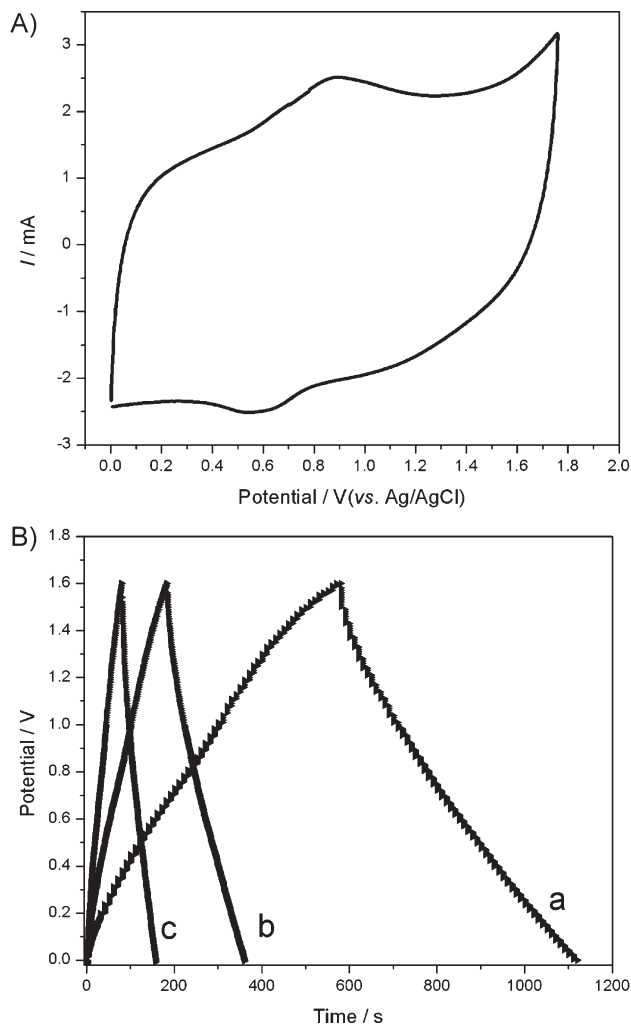 A)
3
2
1
0
-1
-2
-3
I / mA
0.0 0.2 0.4 0.6 0.8 1.0 1.2 1.4 1.6 1.8 2.0
Potential / V(vs. Ag/AgCl)
B)
1.8
1.6
1.4
1.2
1.0
0.8
0.6
0.4
0.2
0.0
Potential / V
a
b
c
0 200 400 600 800 1000 1200
Time / s